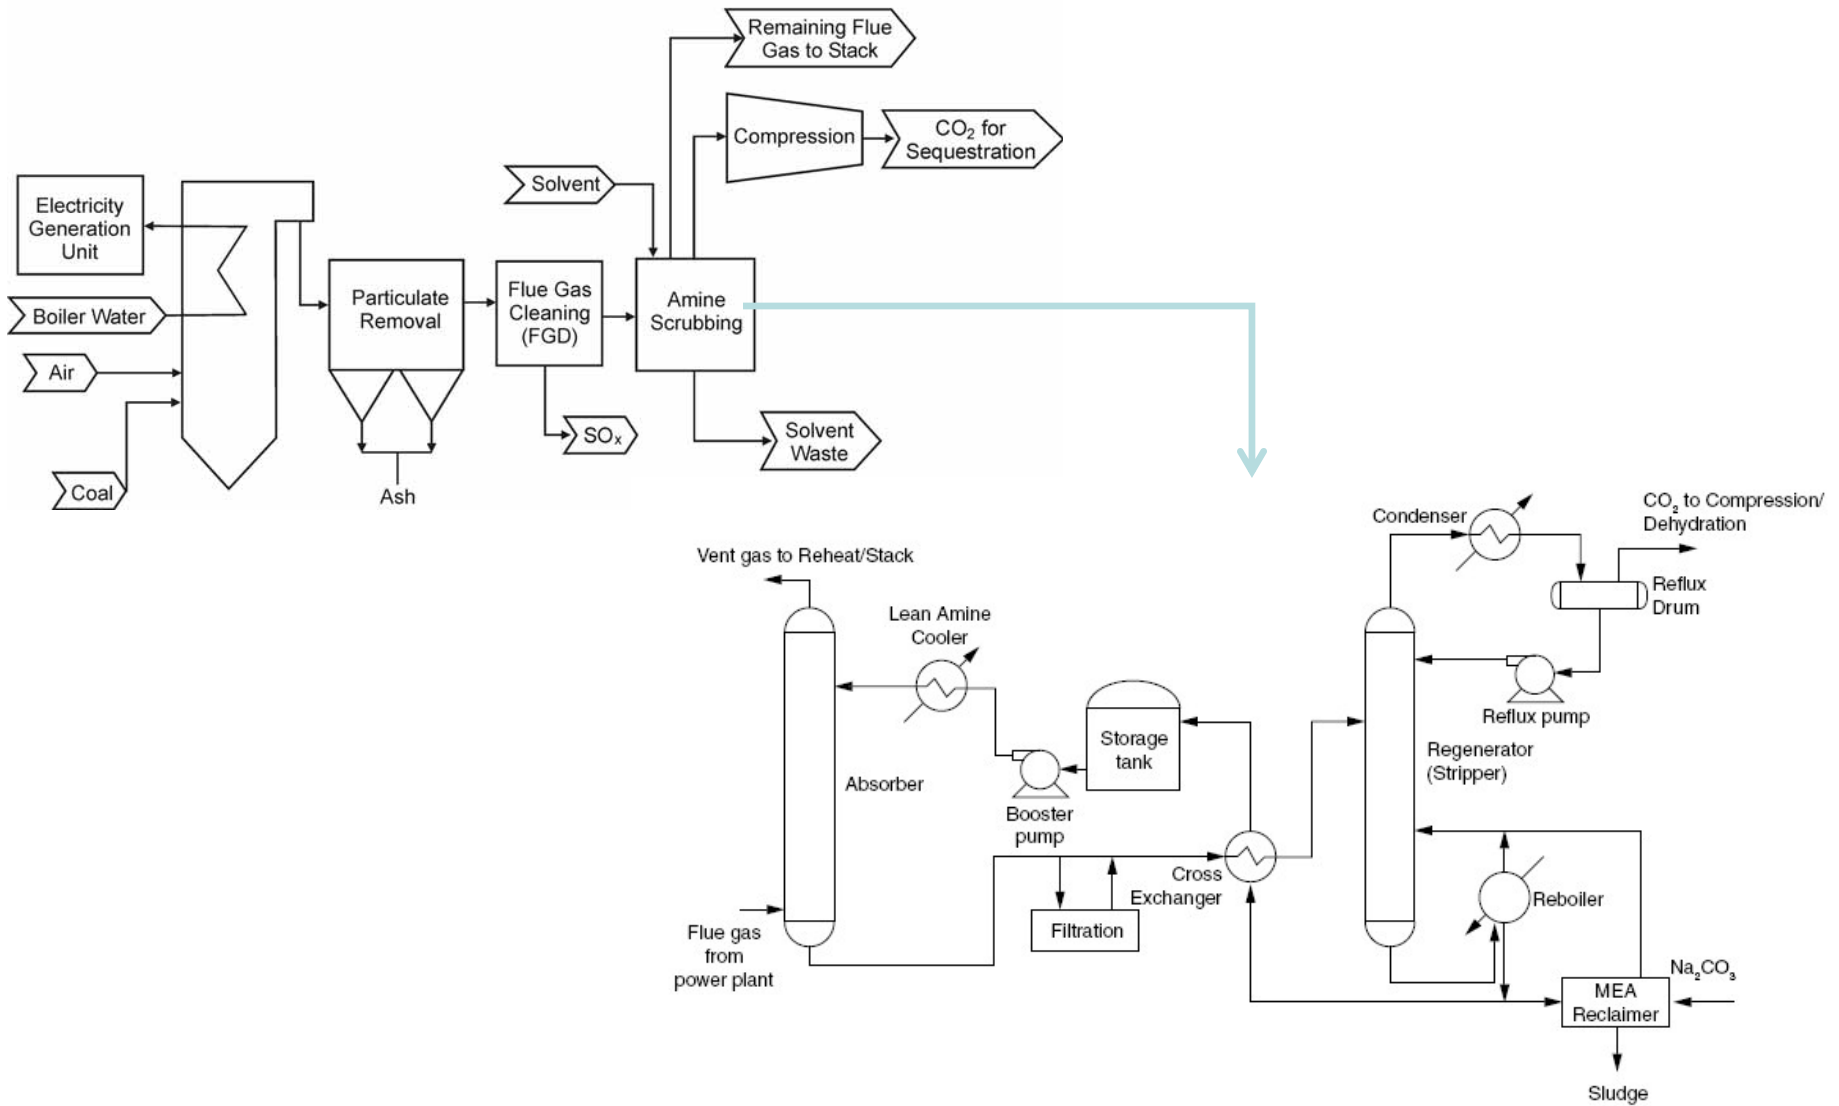 Remaining Flue
Gas to Stack
Compression
CO₂ for
Sequestration
Solvent
Electricity
Generation
Unit
Boiler Water
Air
Coal
Particulate
Removal
Ash
Flue Gas
Cleaning
(FGD)
SOₓ
Amine
Scrubbing
Solvent
Waste
Vent gas to Reheat/Stack
Lean Amine
Cooler
Absorber
Storage
tank
Booster
pump
Cross
Exchanger
Filtration
Flue gas
from
power plant
Condenser
CO₂ to Compression/
Dehydration
Reflux
Drum
Reflux pump
Regenerator
(Stripper)
Reboiler
Na₂CO₃
MEA
Reclaimer
Sludge